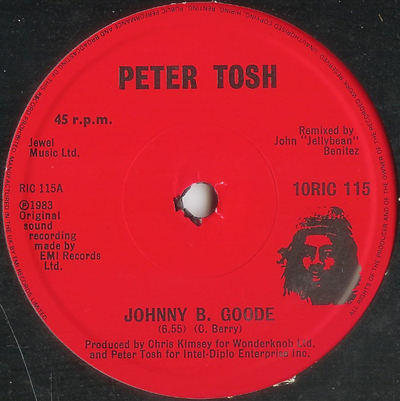 PETER TOSH
45 r.p.m.
Jewel
Music Ltd.
Remixed by
John "Jellybean"
Benitez
RIC 115A
10RIC 115
℗1983
Original
sound
recording
made by
EMI Records
Ltd.
JOHNNY B. GOODE
(6.55) (C. Berry)
Produced by Chris Kimsey for Wonderknob Ltd.
and Peter Tosh for Intel-Diplo Enterprise Inc.